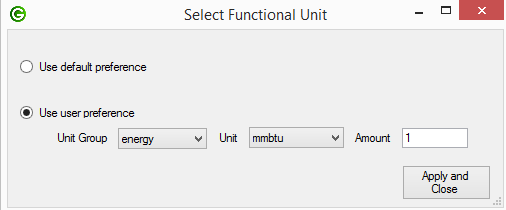 Select Functional Unit
Use default preference
Use user preference
Unit Group energy Unit mmbtu Amount 1
Apply and
Close